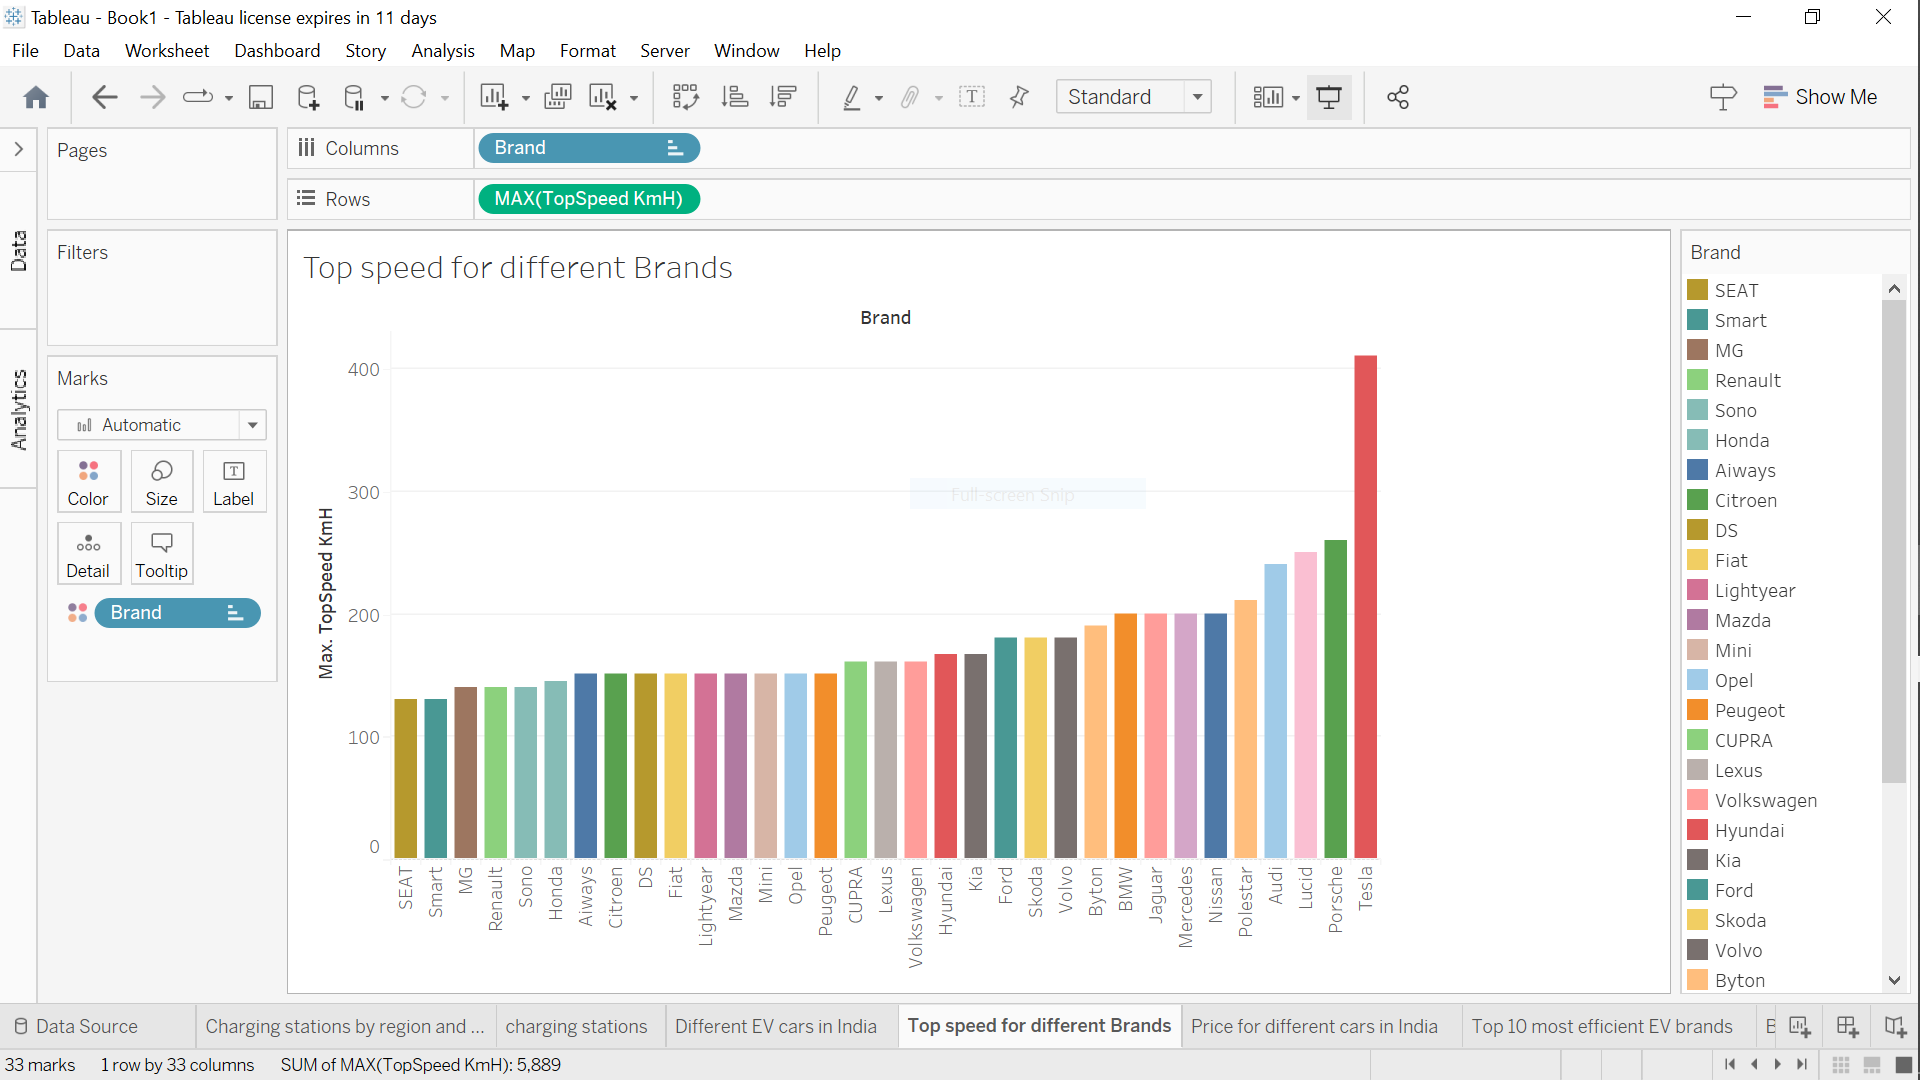 Tableau - Book1 - Tableau license expires in 11 days
File Data Worksheet Dashboard Story Analysis Map Format Server Window Help
Standard
Show Me
Data
Analytics
Pages
Filters
Marks
Automatic
Color Size Label
Detail Tooltip
Brand
Columns Brand
Rows MAX(TopSpeed KmH)
Top speed for different Brands
Brand
Max. TopSpeed KmH
400
300
200
100
0
Full-screen Snip
SEAT
Smart
MG
Renault
Sono
Honda
Aiways
Citroen
DS
Fiat
Lightyear
Mazda
Mini
Opel
Peugeot
CUPRA
Lexus
Volkswagen
Hyundai
Kia
Ford
Skoda
Volvo
Byton
BMW
Jaguar
Mercedes
Nissan
Polestar
Audi
Lucid
Porsche
Tesla
Brand
SEAT
Smart
MG
Renault
Sono
Honda
Aiways
Citroen
DS
Fiat
Lightyear
Mazda
Mini
Opel
Peugeot
CUPRA
Lexus
Volkswagen
Hyundai
Kia
Ford
Skoda
Volvo
Byton
Data Source Charging stations by region and ... charging stations Different EV cars in India Top speed for different Brands Price for different cars in India Top 10 most efficient EV brands
33 marks 1 row by 33 columns SUM of MAX(TopSpeed KmH): 5,889